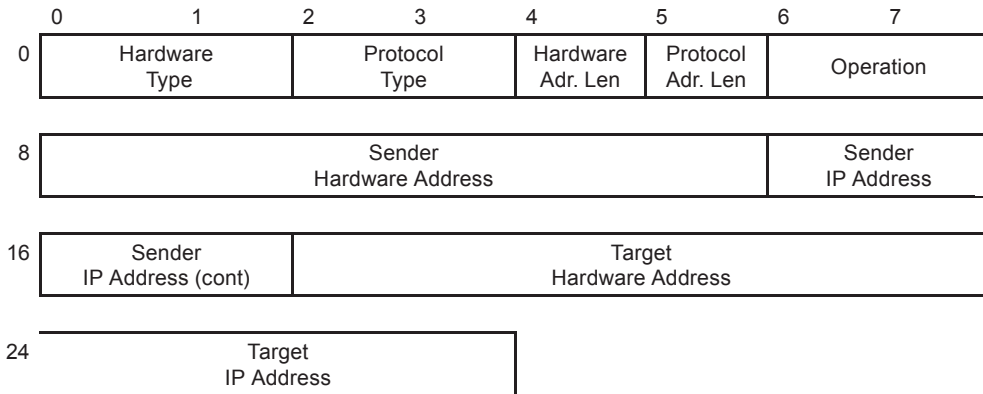 0 1 2 3 4 5 6 7
0 Hardware Protocol Hardware Protocol Operation
Type Type Adr. Len Adr. Len
8 Sender Sender
Hardware Address IP Address
16 Sender Target
IP Address (cont) Hardware Address
24 Target
IP Address